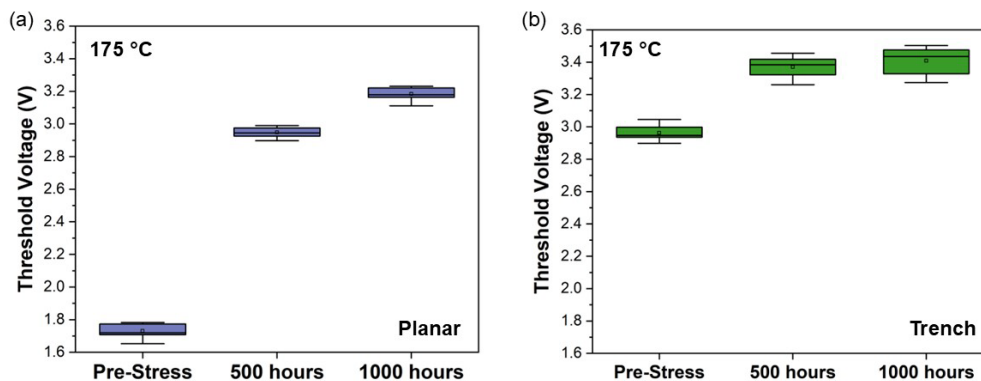 (a)
175 °C
Threshold Voltage (V)
3.6
3.4
3.2
3.0
2.8
2.6
2.4
2.2
2.0
1.8
1.6
Planar
Pre-Stress 500 hours 1000 hours
(b)
175 °C
Threshold Voltage (V)
3.6
3.4
3.2
3.0
2.8
2.6
2.4
2.2
2.0
1.8
1.6
Trench
Pre-Stress 500 hours 1000 hours